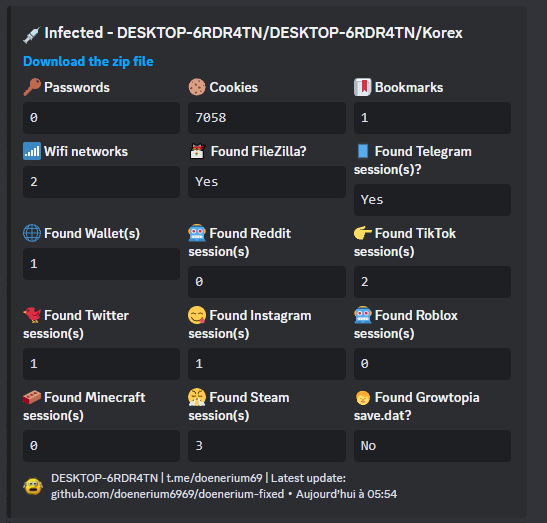 Infected - DESKTOP-6RDR4TN/DESKTOP-6RDR4TN/Korex
Download the zip file
Passwords
0
Cookies
7058
Bookmarks
1
Wifi networks
2
Found FileZilla?
Yes
Found Telegram
session(s)?
Yes
Found Wallet(s)
1
Found Reddit
session(s)
0
Found TikTok
session(s)
2
Found Twitter
session(s)
1
Found Instagram
session(s)
1
Found Roblox
session(s)
0
Found Minecraft
session(s)
0
Found Steam
session(s)
3
Found Growtopia
save.dat?
No
DESKTOP-6RDR4TN | t.me/doenerium69 | Latest update:
github.com/doenerium6969/doenerium-fixed • Aujourd'hui à 05:54